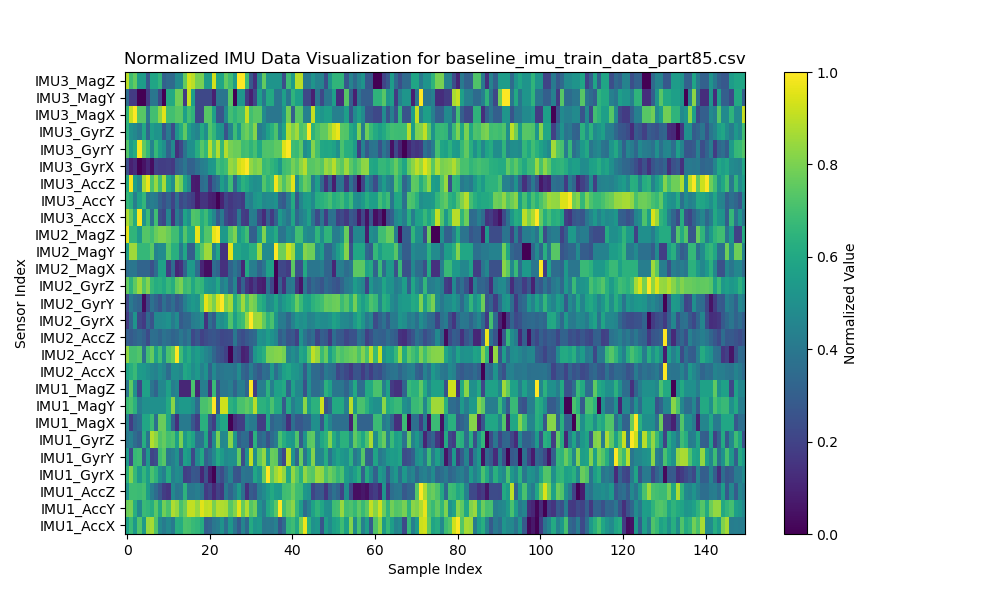 Normalized IMU Data Visualization for baseline_imu_train_data_part85.csv
IMU3_MagZ
IMU3_MagY
IMU3_MagX
IMU3_GyrZ
IMU3_GyrY
IMU3_GyrX
IMU3_AccZ
IMU3_AccY
IMU3_AccX
IMU2_MagZ
IMU2_MagY
IMU2_MagX
IMU2_GyrZ
IMU2_GyrY
IMU2_GyrX
IMU2_AccZ
IMU2_AccY
IMU2_AccX
IMU1_MagZ
IMU1_MagY
IMU1_MagX
IMU1_GyrZ
IMU1_GyrY
IMU1_GyrX
IMU1_AccZ
IMU1_AccY
IMU1_AccX
Sensor Index
0 20 40 60 80 100 120 140
Sample Index
1.0
0.8
0.6
0.4
0.2
0.0
Normalized Value